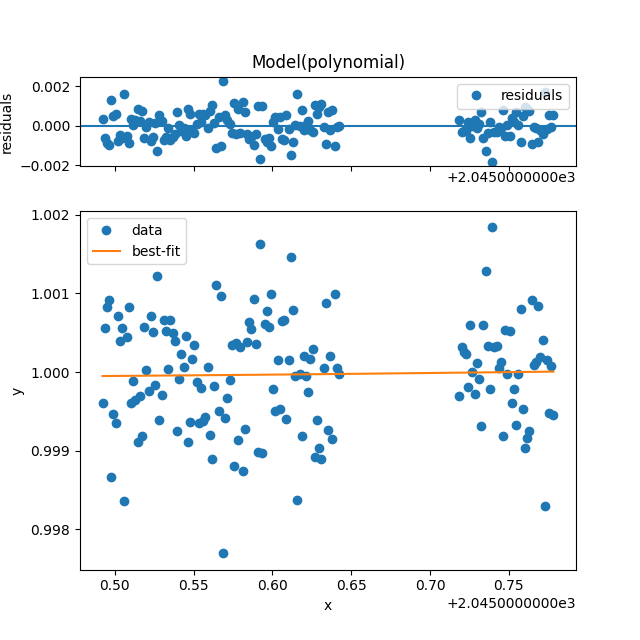 Model(polynomial)
residuals
0.002
0.000
−0.002
residuals
+2.0450000000e3
y
1.002
1.001
1.000
0.999
0.998
data
best-fit
0.50 0.55 0.60 0.65 0.70 0.75
x
+2.0450000000e3